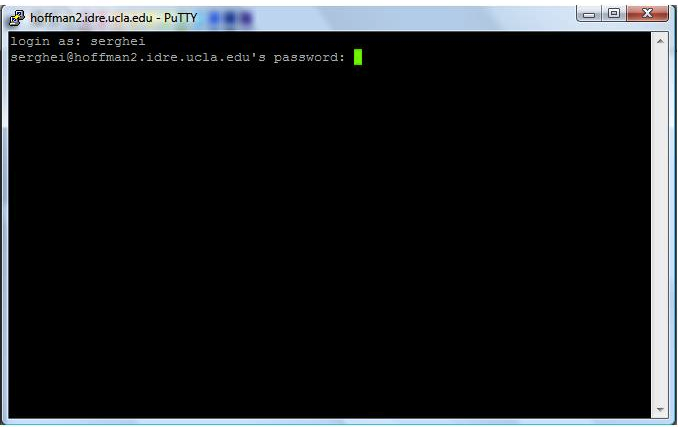 hoffman2.idre.ucla.edu - PuTTY
login as: serghei
serghei@hoffman2.idre.ucla.edu's password: